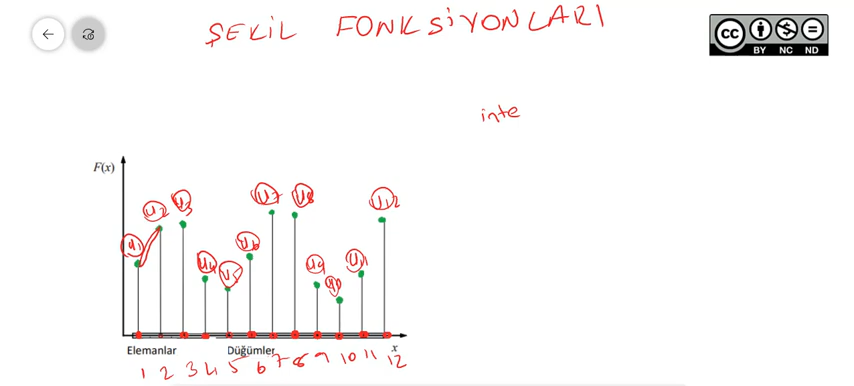 ŞEKİL FONKSİYONLARI
cc BY NC ND
inte
F(x)
u1 u2 u3 u4 u5 u6 u7 u8 u9 u10 u11 u12
x
Elemanlar Düğümler
1 2 3 4 5 6 7 8 9 10 11 12